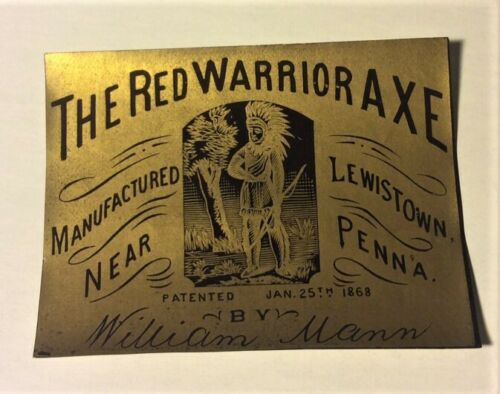 THE RED WARRIOR AXE
MANUFACTURED
NEAR
LEWISTOWN,
PENN'A.
PATENTED JAN. 25TH 1868
BY
William Mann